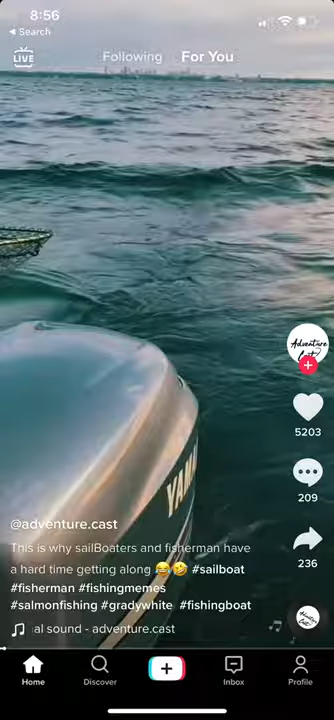 8:56
Search
LIVE
Following For You
Adventure
Cast
5203
209
236
YAMA
@adventure.cast
This is why sailBoaters and fisherman have
a hard time getting along 😂🤣 #sailboat
#fisherman #fishingmemes
#salmonfishing #gradywhite #fishingboat
al sound - adventure.cast
Home Discover Inbox Profile